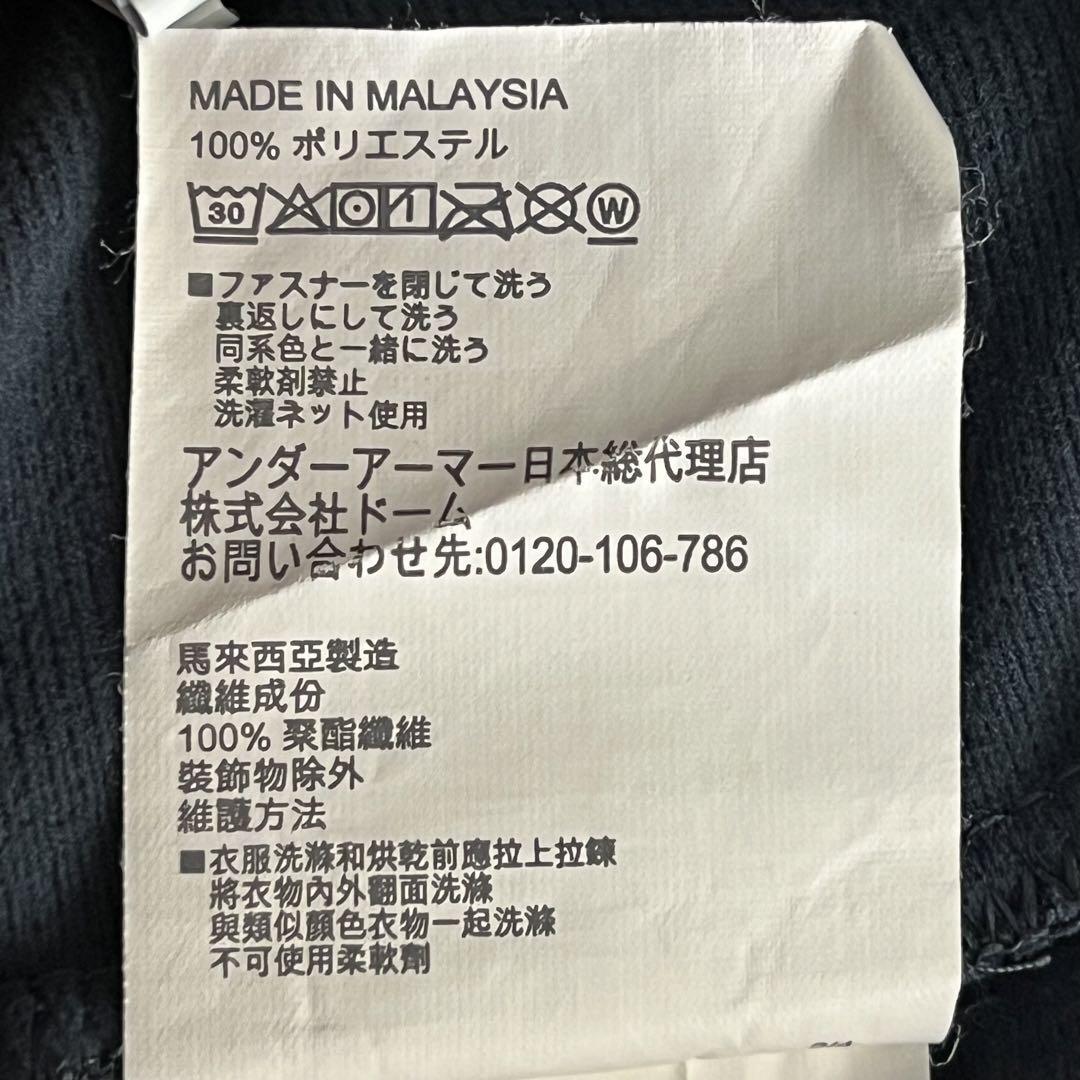 MADE IN MALAYSIA
100% ポリエステル
30 W
■ファスナーを閉じて洗う
裏返しにして洗う
同系色と一緒に洗う
柔軟剤禁止
洗濯ネット使用
アンダーアーマー日本総代理店
株式会社ドーム
お問い合わせ先:0120-106-786
馬來西亞製造
纖維成份
100% 聚酯纖維
裝飾物除外
維護方法
■衣服洗滌和烘乾前應拉上拉鍊
將衣物內外翻面洗滌
與類似顏色衣物一起洗滌
不可使用柔軟劑